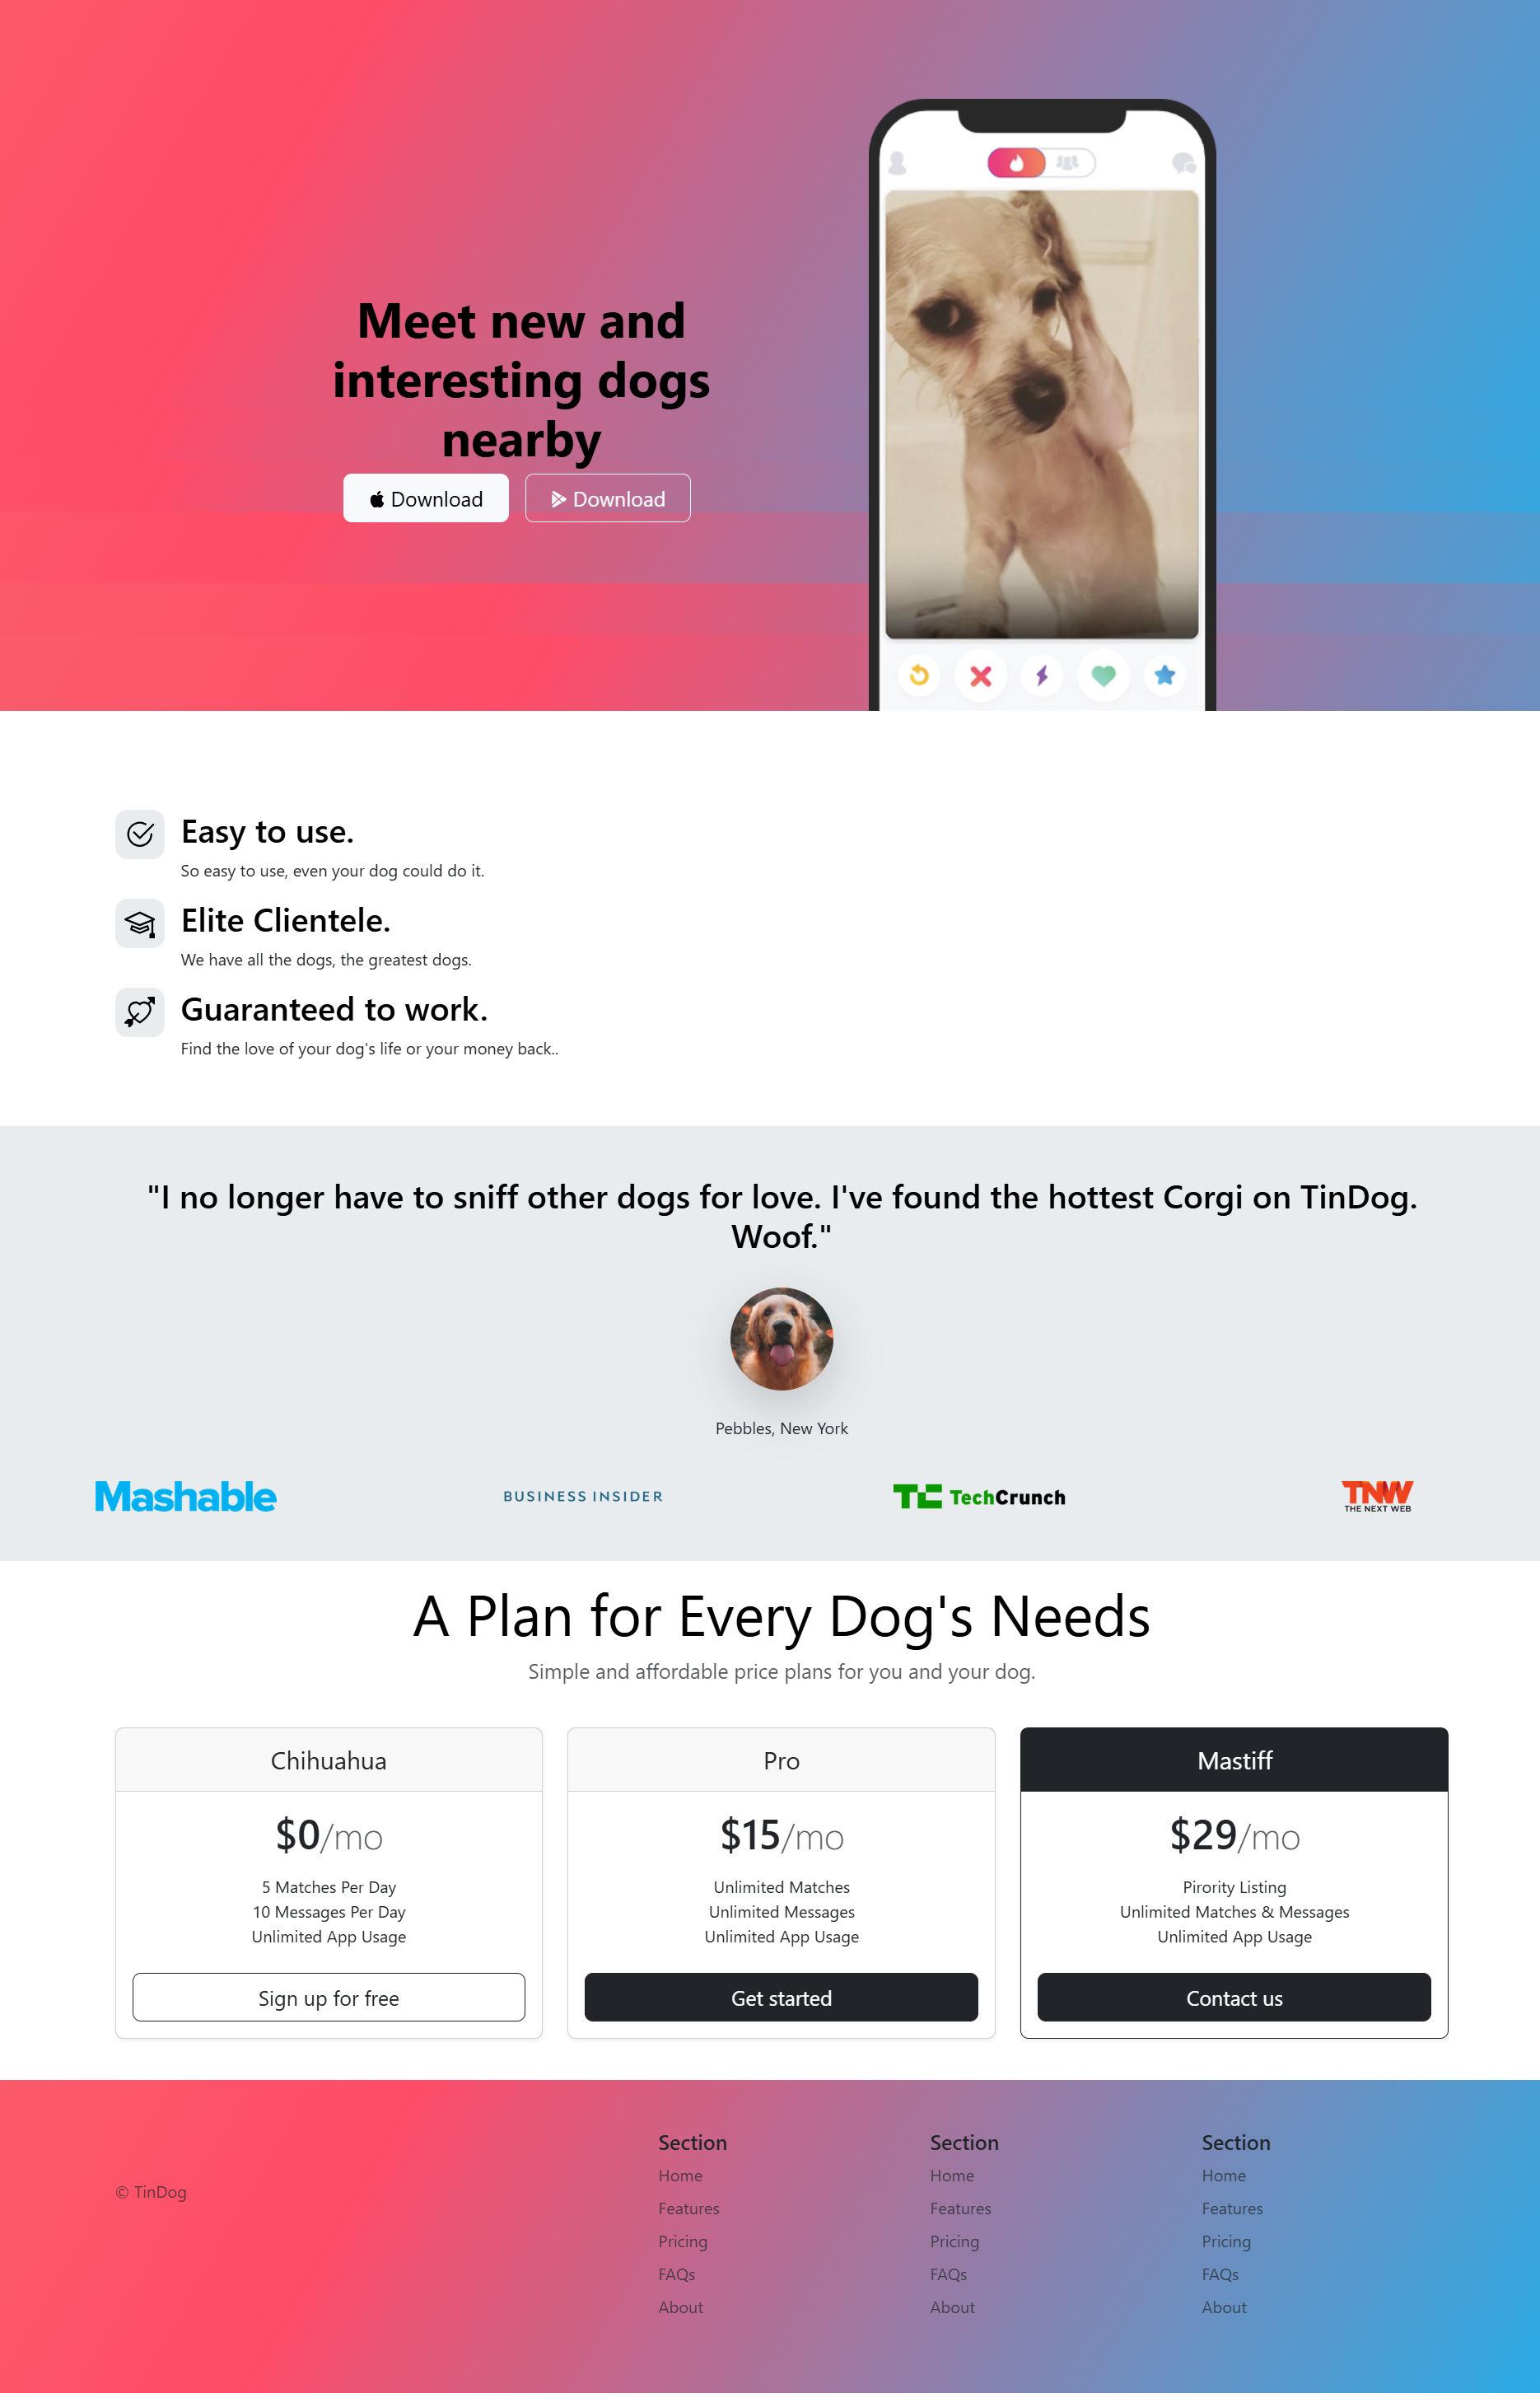 Meet new and
interesting dogs
nearby
Download
Download
Easy to use.
So easy to use, even your dog could do it.
Elite Clientele.
We have all the dogs, the greatest dogs.
Guaranteed to work.
Find the love of your dog's life or your money back..
"I no longer have to sniff other dogs for love. I've found the hottest Corgi on TinDog.
Woof."
Pebbles, New York
Mashable
BUSINESS INSIDER
TC TechCrunch
TNW
THE NEXT WEB
A Plan for Every Dog's Needs
Simple and affordable price plans for you and your dog.
Chihuahua
$0/mo
5 Matches Per Day
10 Messages Per Day
Unlimited App Usage
Sign up for free
Pro
$15/mo
Unlimited Matches
Unlimited Messages
Unlimited App Usage
Get started
Mastiff
$29/mo
Pirority Listing
Unlimited Matches & Messages
Unlimited App Usage
Contact us
© TinDog
Section
Home
Features
Pricing
FAQs
About
Section
Home
Features
Pricing
FAQs
About
Section
Home
Features
Pricing
FAQs
About